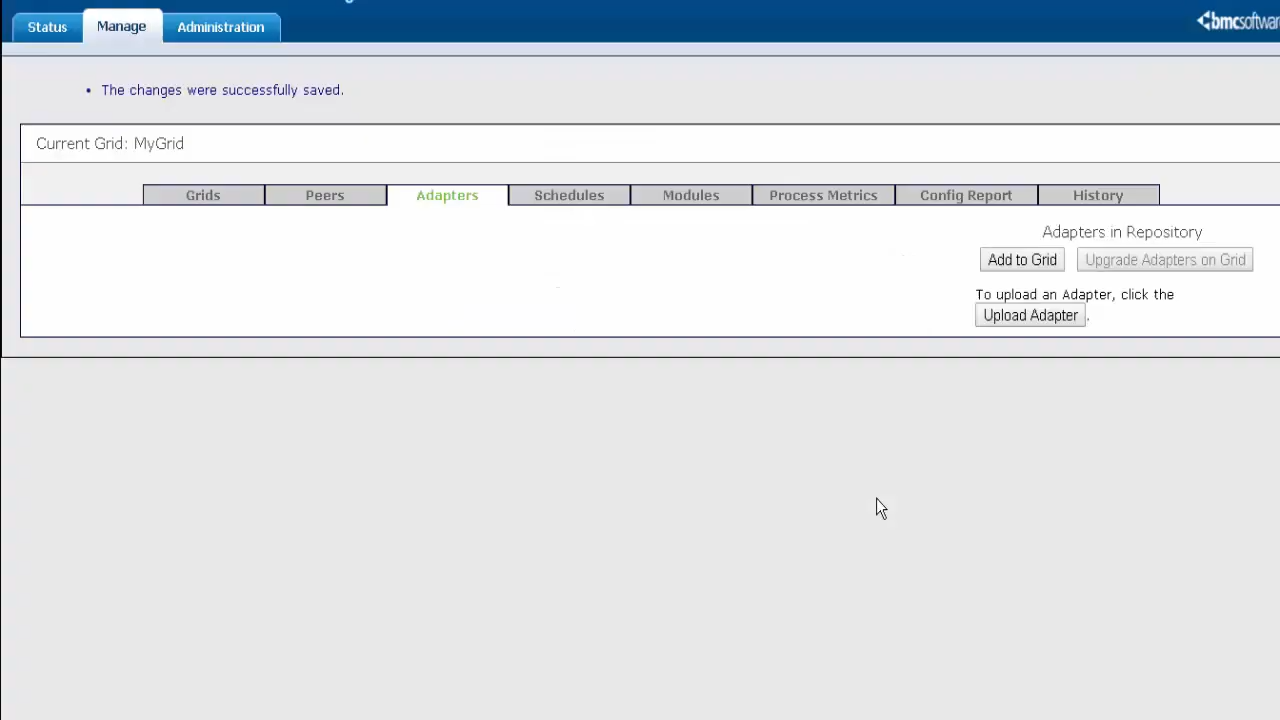 Status Manage Administration
bmcsoftware
The changes were successfully saved.
Current Grid: MyGrid
Grids Peers Adapters Schedules Modules Process Metrics Config Report History
Adapters in Repository
Add to Grid Upgrade Adapters on Grid
To upload an Adapter, click the
Upload Adapter .